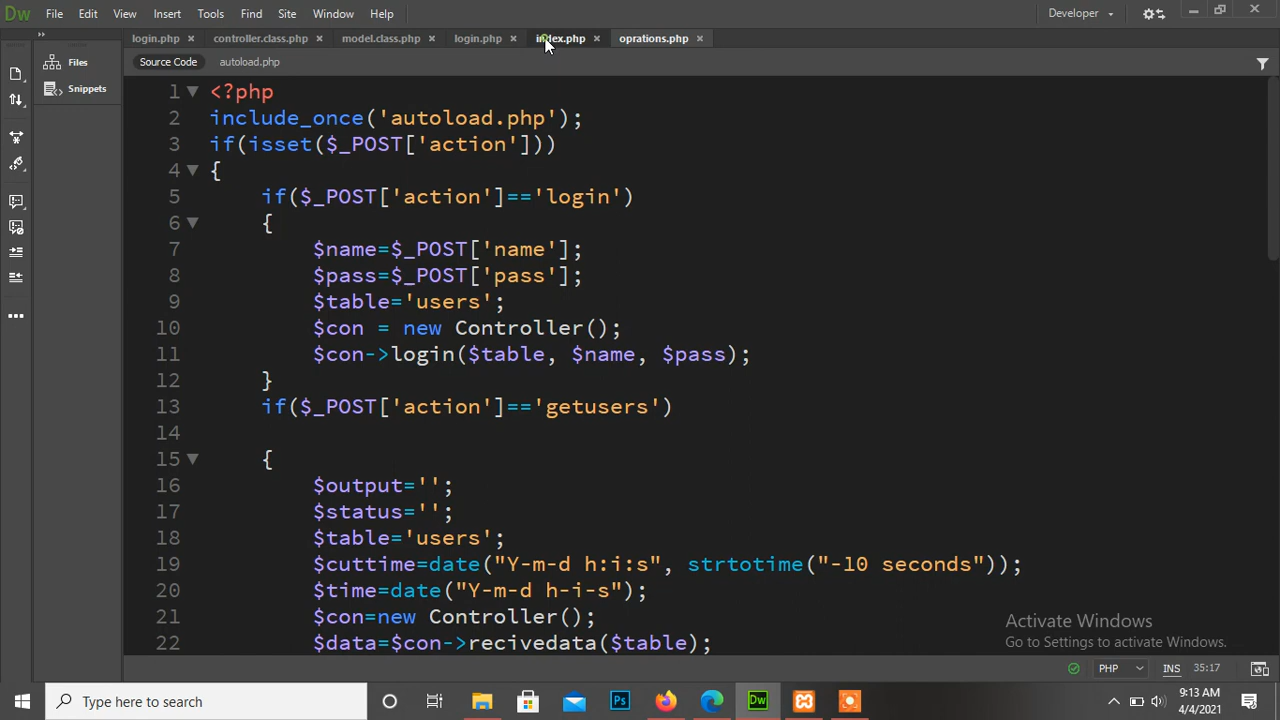 Dw File Edit View Insert Tools Find Site Window Help Developer
login.php controller.class.php model.class.php login.php index.php oprations.php
Files
Snippets
Source Code autoload.php
1 <?php
2 include_once('autoload.php');
3 if(isset($_POST['action']))
4 {
5 if($_POST['action']=='login')
6 {
7 $name=$_POST['name'];
8 $pass=$_POST['pass'];
9 $table='users';
10 $con = new Controller();
11 $con->login($table, $name, $pass);
12 }
13 if($_POST['action']=='getusers')
14
15 {
16 $output='';
17 $status='';
18 $table='users';
19 $cuttime=date("Y-m-d h:i:s", strtotime("-10 seconds"));
20 $time=date("Y-m-d h-i-s");
21 $con=new Controller();
22 $data=$con->recivedata($table);
Activate Windows
Go to Settings to activate Windows.
PHP INS 35:17
Type here to search
Ps
Dw
9:13 AM
4/4/2021